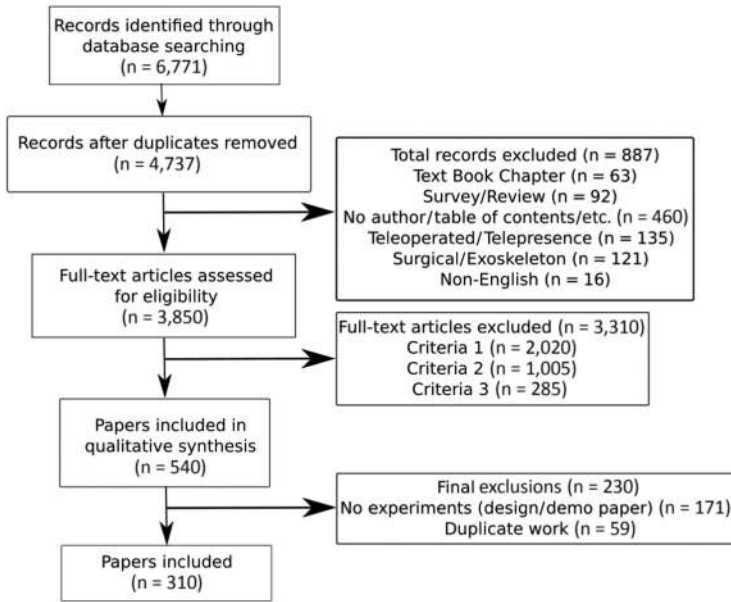 Records identified through
database searching
(n = 6,771)
Records after duplicates removed
(n = 4,737)
Total records excluded (n = 887)
Text Book Chapter (n = 63)
Survey/Review (n = 92)
No author/table of contents/etc. (n = 460)
Teleoperated/Telepresence (n = 135)
Surgical/Exoskeleton (n = 121)
Non-English (n = 16)
Full-text articles assessed
for eligibility
(n = 3,850)
Full-text articles excluded (n = 3,310)
Criteria 1 (n = 2,020)
Criteria 2 (n = 1,005)
Criteria 3 (n = 285)
Papers included in
qualitative synthesis
(n = 540)
Final exclusions (n = 230)
No experiments (design/demo paper) (n = 171)
Duplicate work (n = 59)
Papers included
(n = 310)